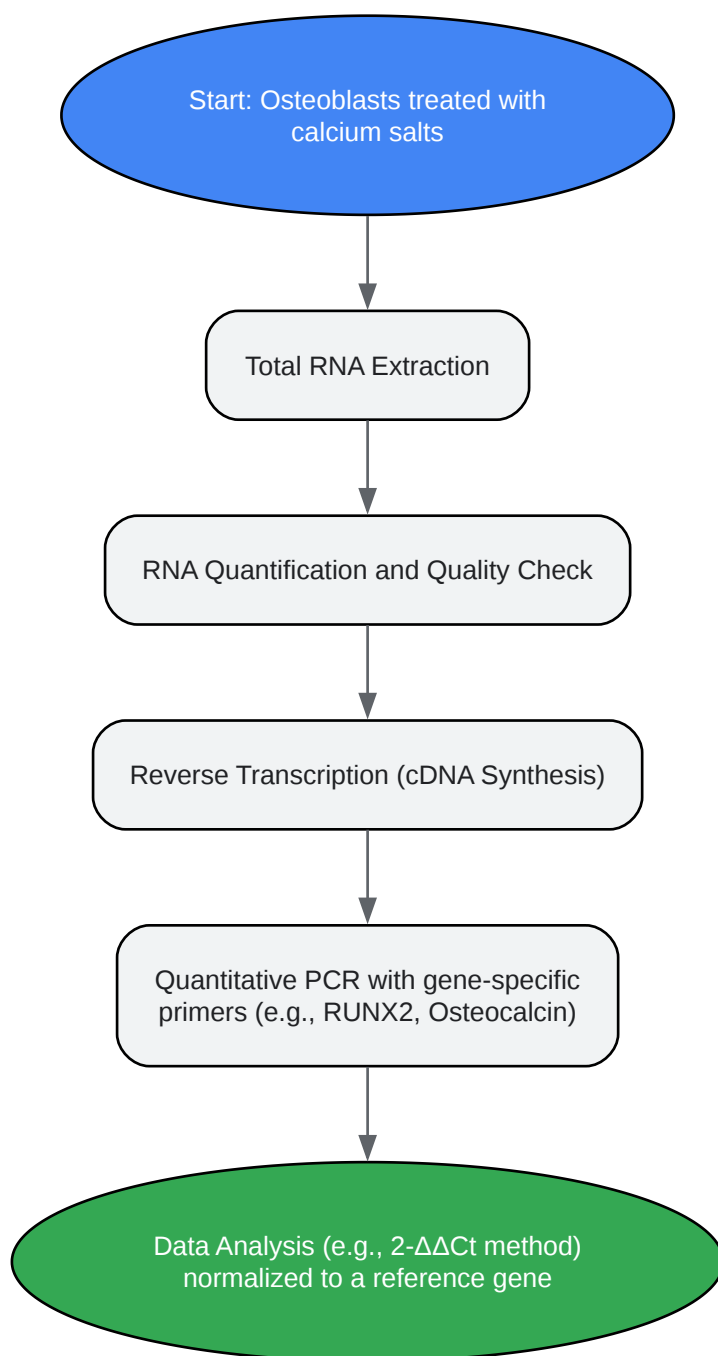 Start: Osteoblasts treated with
calcium salts
Total RNA Extraction
RNA Quantification and Quality Check
Reverse Transcription (cDNA Synthesis)
Quantitative PCR with gene-specific
primers (e.g., RUNX2, Osteocalcin)
Data Analysis (e.g., 2-ΔΔCt method)
normalized to a reference gene